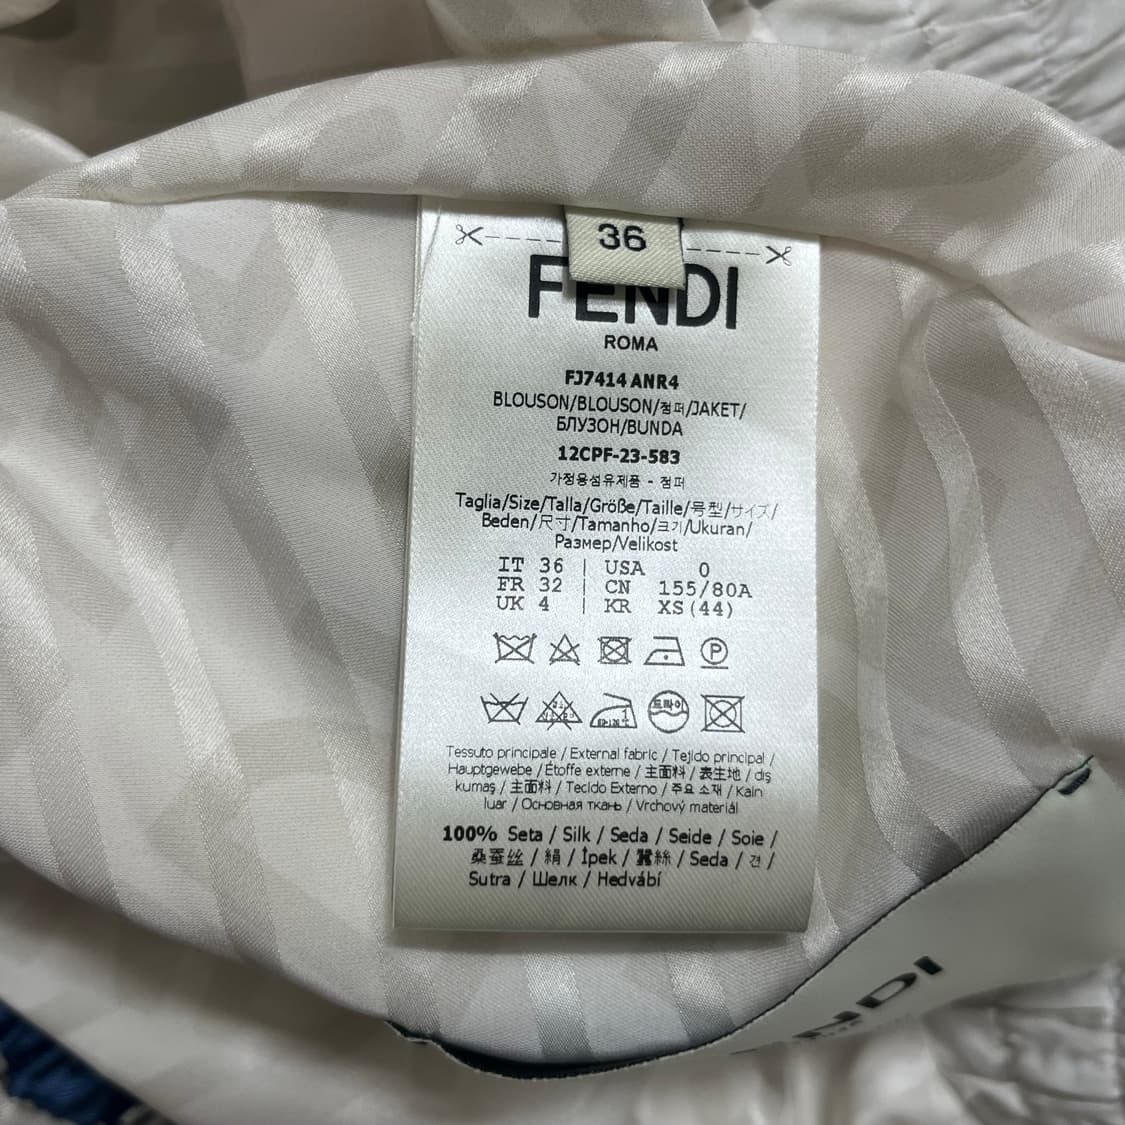 36
FENDI
ROMA
FJ7414 ANR4
BLOUSON/BLOUSON/점퍼/JAKET/
БЛУЗОН/BUNDA
12CPF-23-583
가정용섬유제품 - 점퍼
Taglia/Size/Talla/Größe/Taille/号型/サイズ/
Beden/尺寸/Tamanho/크기/Ukuran/
Размер/Velikost
IT 36 | USA 0
FR 32 | CN 155/80A
UK 4 | KR XS(44)
P
드라이
Tessuto principale / External fabric / Tejido principal /
Hauptgewebe / Étoffe externe / 主面料 / 表生地 / dış
kumaş / 主面料 / Tecido Externo / 주요 소재 / Kain
luar / Основная ткань / Vrchový materiál
100% Seta / Silk / Seda / Seide / Soie /
桑蚕丝 / 絹 / İpek / 蠶絲 / Seda / 견 /
Sutra / Шелк / Hedvábí